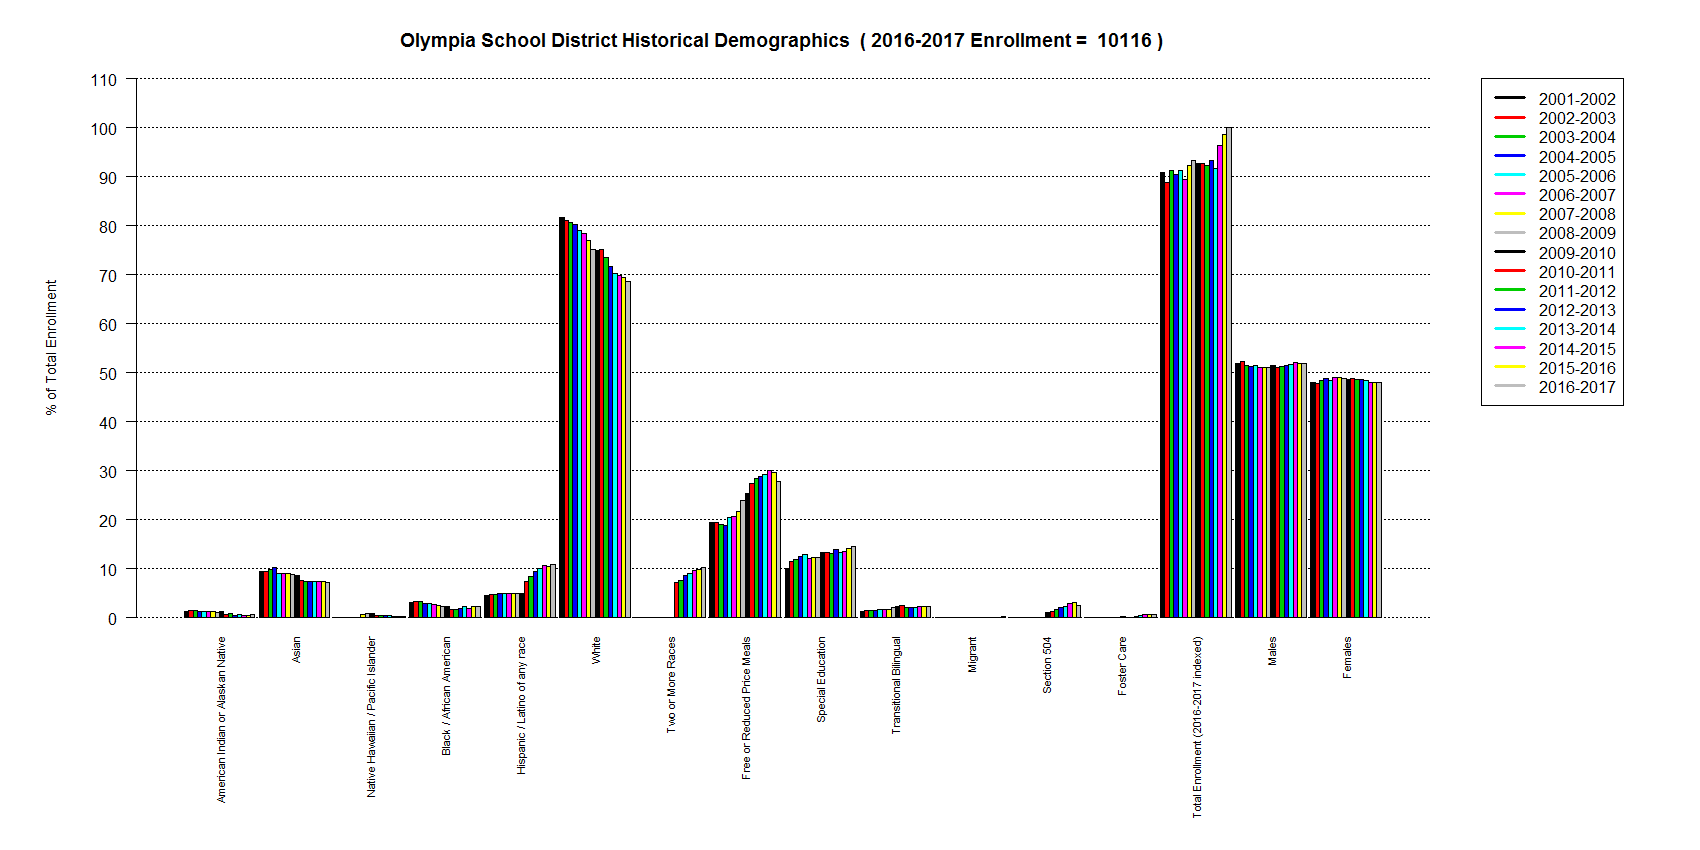 Olympia School District Historical Demographics ( 2016-2017 Enrollment = 10116 )
% of Total Enrollment
110
100
90
80
70
60
50
40
30
20
10
0
American Indian or Alaskan Native
Asian
Native Hawaiian / Pacific Islander
Black / African American
Hispanic / Latino of any race
White
Two or More Races
Free or Reduced Price Meals
Special Education
Transitional Bilingual
Migrant
Section 504
Foster Care
Total Enrollment (2016-2017 indexed)
Males
Females
2001-2002
2002-2003
2003-2004
2004-2005
2005-2006
2006-2007
2007-2008
2008-2009
2009-2010
2010-2011
2011-2012
2012-2013
2013-2014
2014-2015
2015-2016
2016-2017